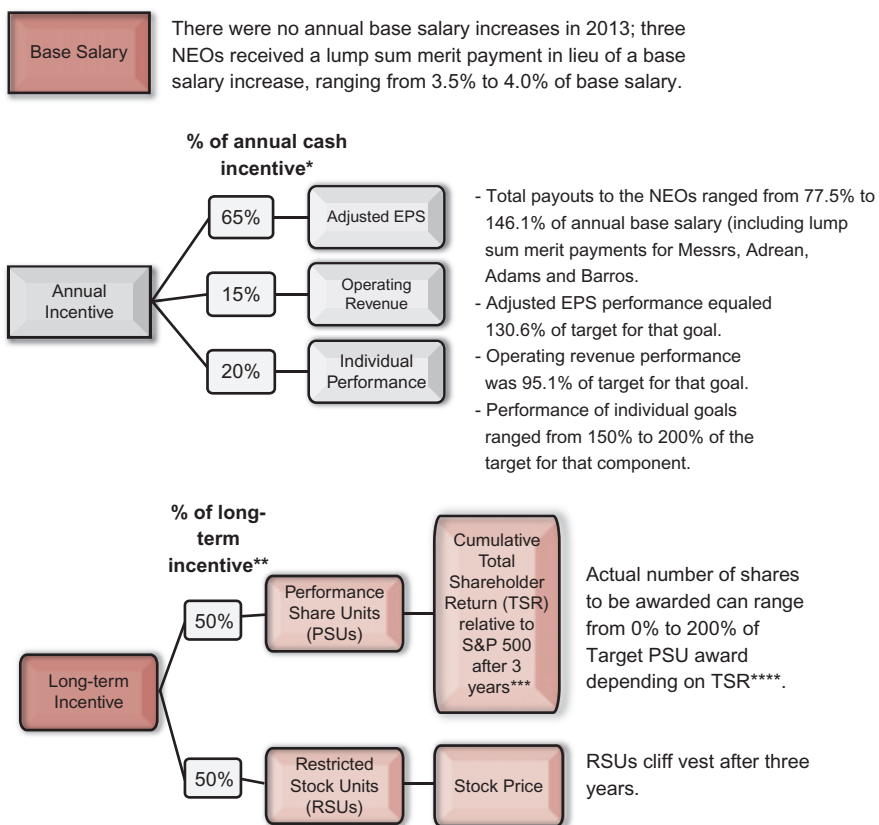 Base Salary
There were no annual base salary increases in 2013; three
NEOs received a lump sum merit payment in lieu of a base
salary increase, ranging from 3.5% to 4.0% of base salary.
% of annual cash
incentive*
Annual
Incentive
65%
Adjusted EPS
15%
Operating
Revenue
20%
Individual
Performance
- Total payouts to the NEOs ranged from 77.5% to
146.1% of annual base salary (including lump
sum merit payments for Messrs, Adrean,
Adams and Barros.
- Adjusted EPS performance equaled
130.6% of target for that goal.
- Operating revenue performance
was 95.1% of target for that goal.
- Performance of individual goals
ranged from 150% to 200% of the
target for that component.
% of long-
term
incentive**
Long-term
Incentive
50%
Performance
Share Units
(PSUs)
Cumulative
Total
Shareholder
Return (TSR)
relative to
S&P 500
after 3
years***
Actual number of shares
to be awarded can range
from 0% to 200% of
Target PSU award
depending on TSR****.
50%
Restricted
Stock Units
(RSUs)
Stock Price
RSUs cliff vest after three
years.